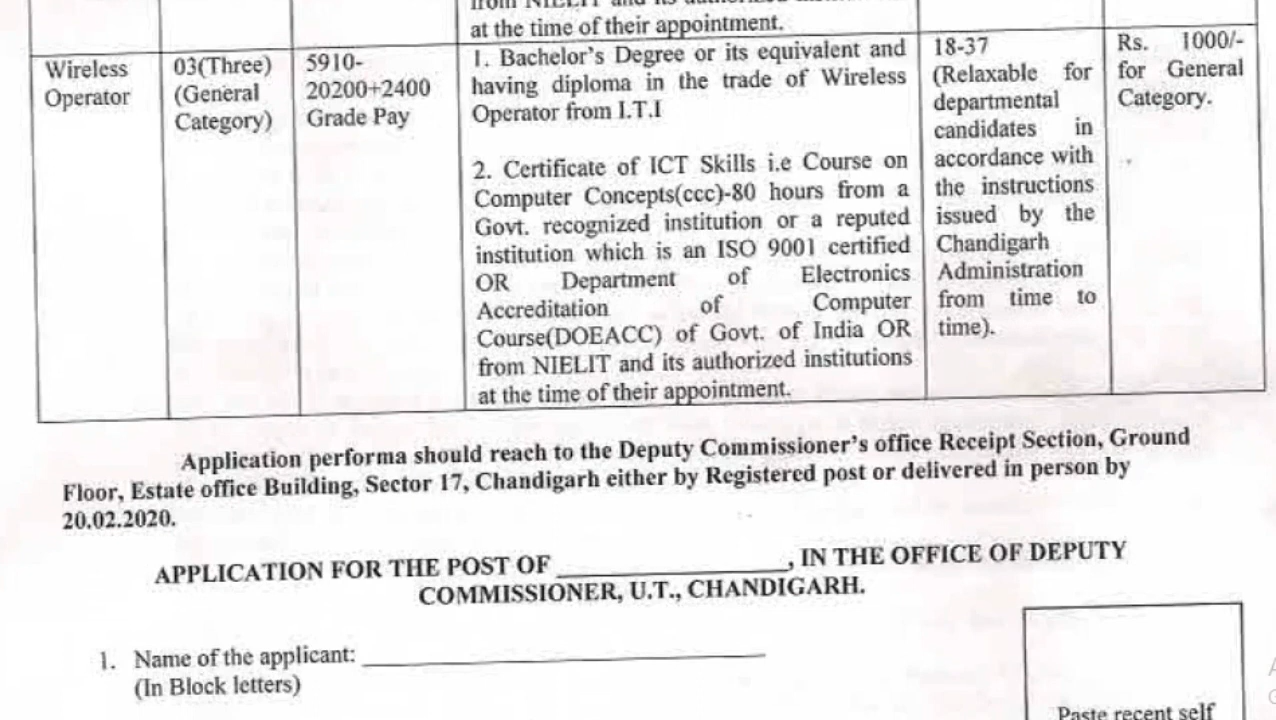 at the time of their appointment.
Wireless
Operator
03(Three)
(General
Category)
5910-
20200+2400
Grade Pay
1. Bachelor's Degree or its equivalent and
having diploma in the trade of Wireless
Operator from I.T.I
2. Certificate of ICT Skills i.e Course on
Computer Concepts(ccc)-80 hours from a
Govt. recognized institution or a reputed
institution which is an ISO 9001 certified
OR Department of Electronics
Accreditation of Computer
Course(DOEACC) of Govt. of India OR
from NIELIT and its authorized institutions
at the time of their appointment.
18-37
(Relaxable for
departmental
candidates in
accordance with
the instructions
issued by the
Chandigarh
Administration
from time to
time).
Rs. 1000/-
for General
Category.
Application performa should reach to the Deputy Commissioner's office Receipt Section, Ground
Floor, Estate office Building, Sector 17, Chandigarh either by Registered post or delivered in person by
20.02.2020.
APPLICATION FOR THE POST OF ______________, IN THE OFFICE OF DEPUTY
COMMISSIONER, U.T., CHANDIGARH.
1. Name of the applicant: ______________
(In Block letters)
Paste recent self